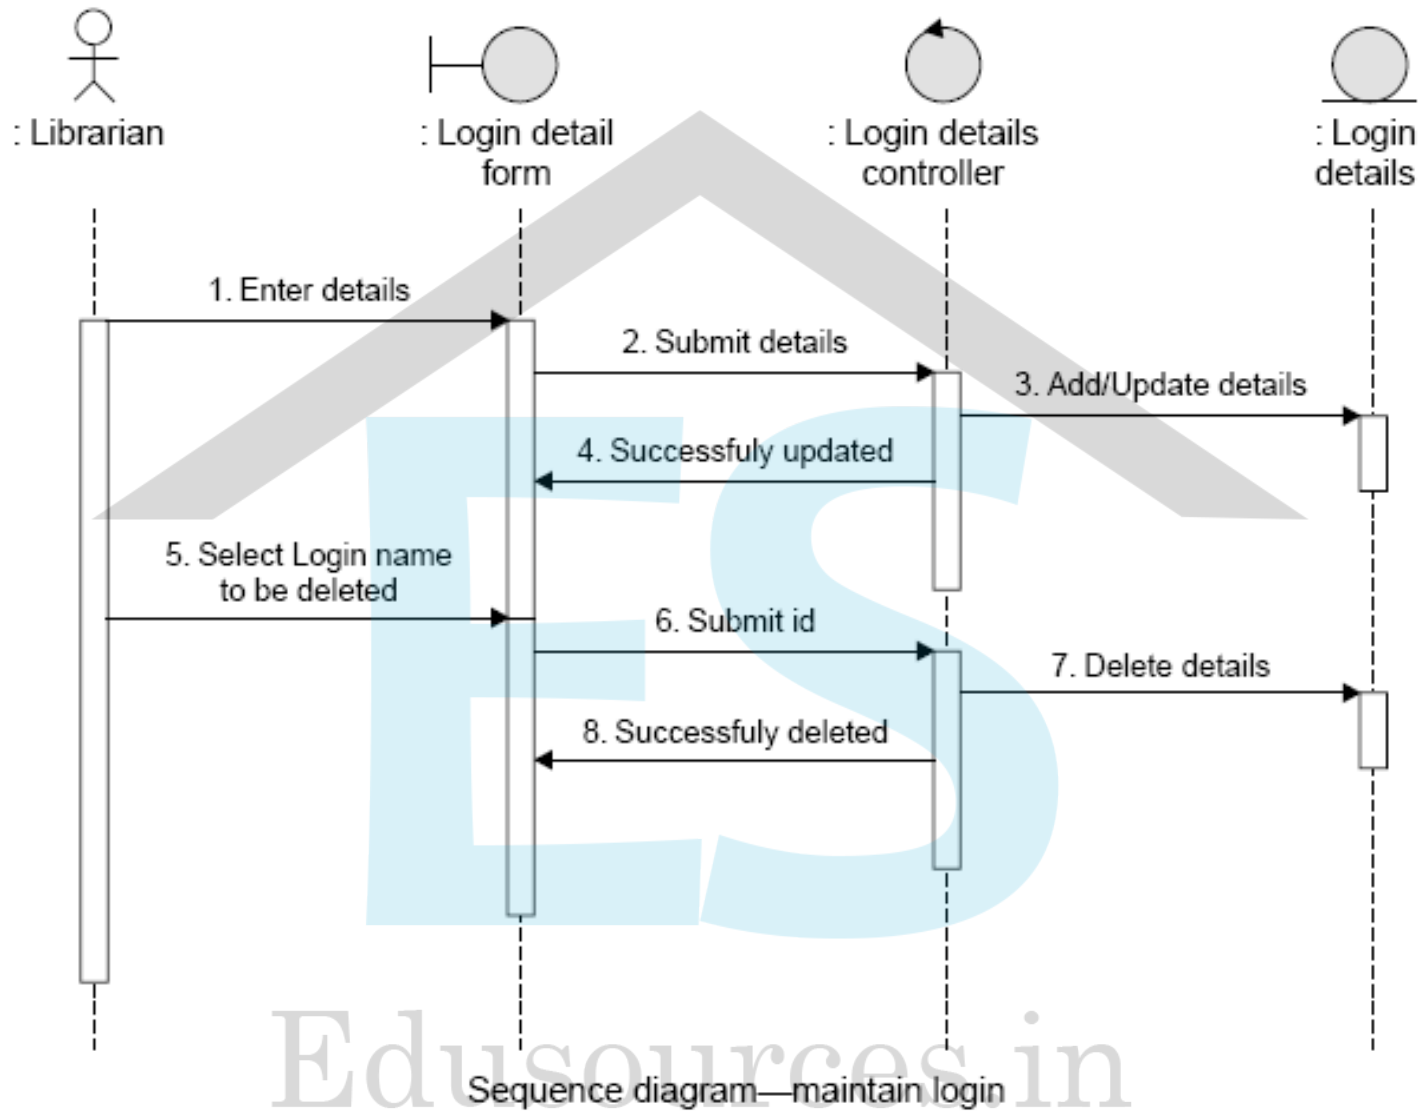 : Librarian
: Login detail
form
: Login details
controller
: Login
details
1. Enter details
2. Submit details
3. Add/Update details
4. Successfuly updated
5. Select Login name
to be deleted
6. Submit id
7. Delete details
8. Successfuly deleted
ES
Edusources.in
Sequence diagram—maintain login